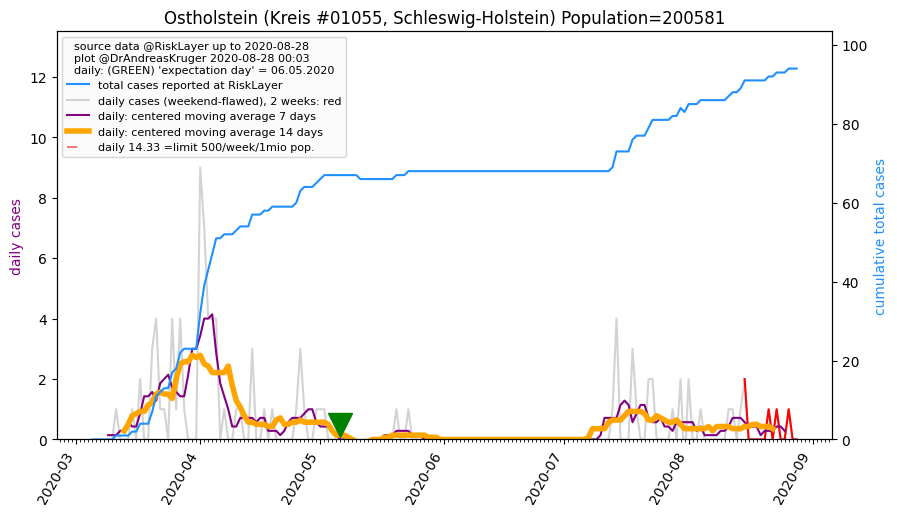 Ostholstein (Kreis #01055, Schleswig-Holstein) Population=200581
source data @RiskLayer up to 2020-08-28
plot @DrAndreasKruger 2020-08-28 00:03
daily: (GREEN) 'expectation day' = 06.05.2020
total cases reported at RiskLayer
daily cases (weekend-flawed), 2 weeks: red
daily: centered moving average 7 days
daily: centered moving average 14 days
daily 14.33 =limit 500/week/1mio pop.
daily cases
12
10
8
6
4
2
0
cumulative total cases
100
80
60
40
20
0
2020-03
2020-04
2020-05
2020-06
2020-07
2020-08
2020-09